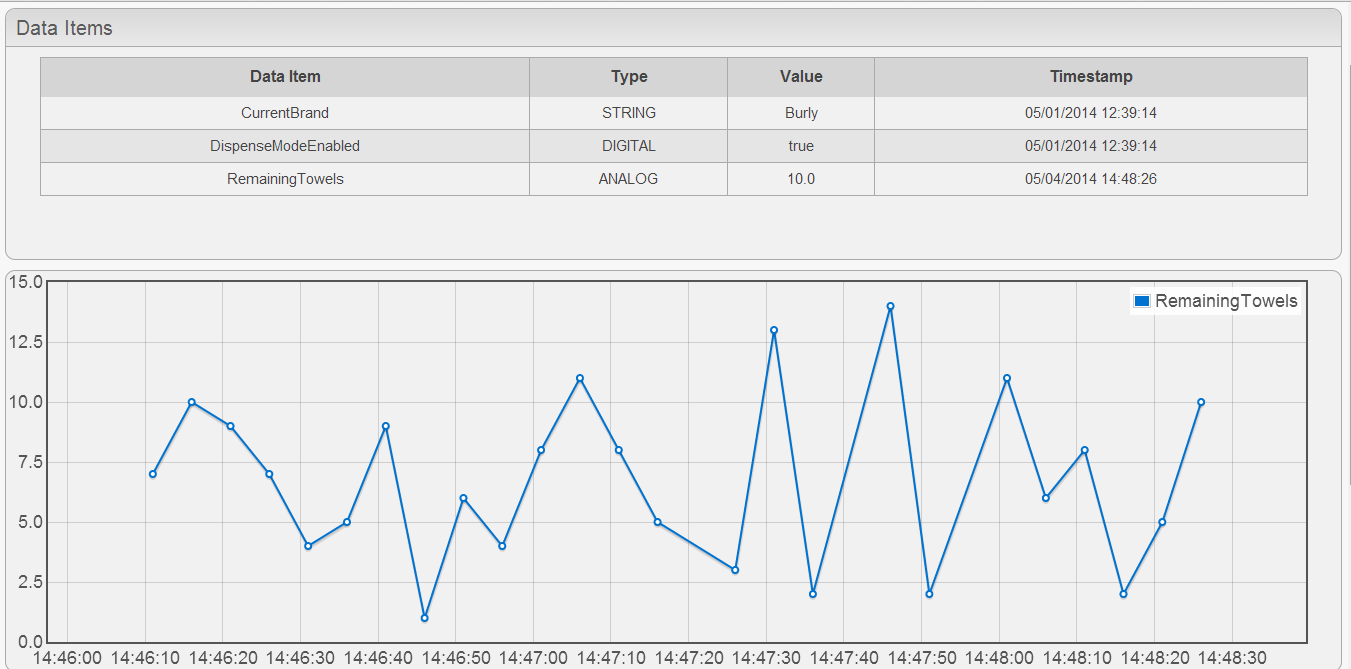 Data Items
Data Item Type Value Timestamp
CurrentBrand STRING Burly 05/01/2014 12:39:14
DispenseModeEnabled DIGITAL true 05/01/2014 12:39:14
RemainingTowels ANALOG 10.0 05/04/2014 14:48:26
15.0
RemainingTowels
12.5
10.0
7.5
5.0
2.5
0.0
14:46:00 14:46:10 14:46:20 14:46:30 14:46:40 14:46:50 14:47:00 14:47:10 14:47:20 14:47:30 14:47:40 14:47:50 14:48:00 14:48:10 14:48:20 14:48:30